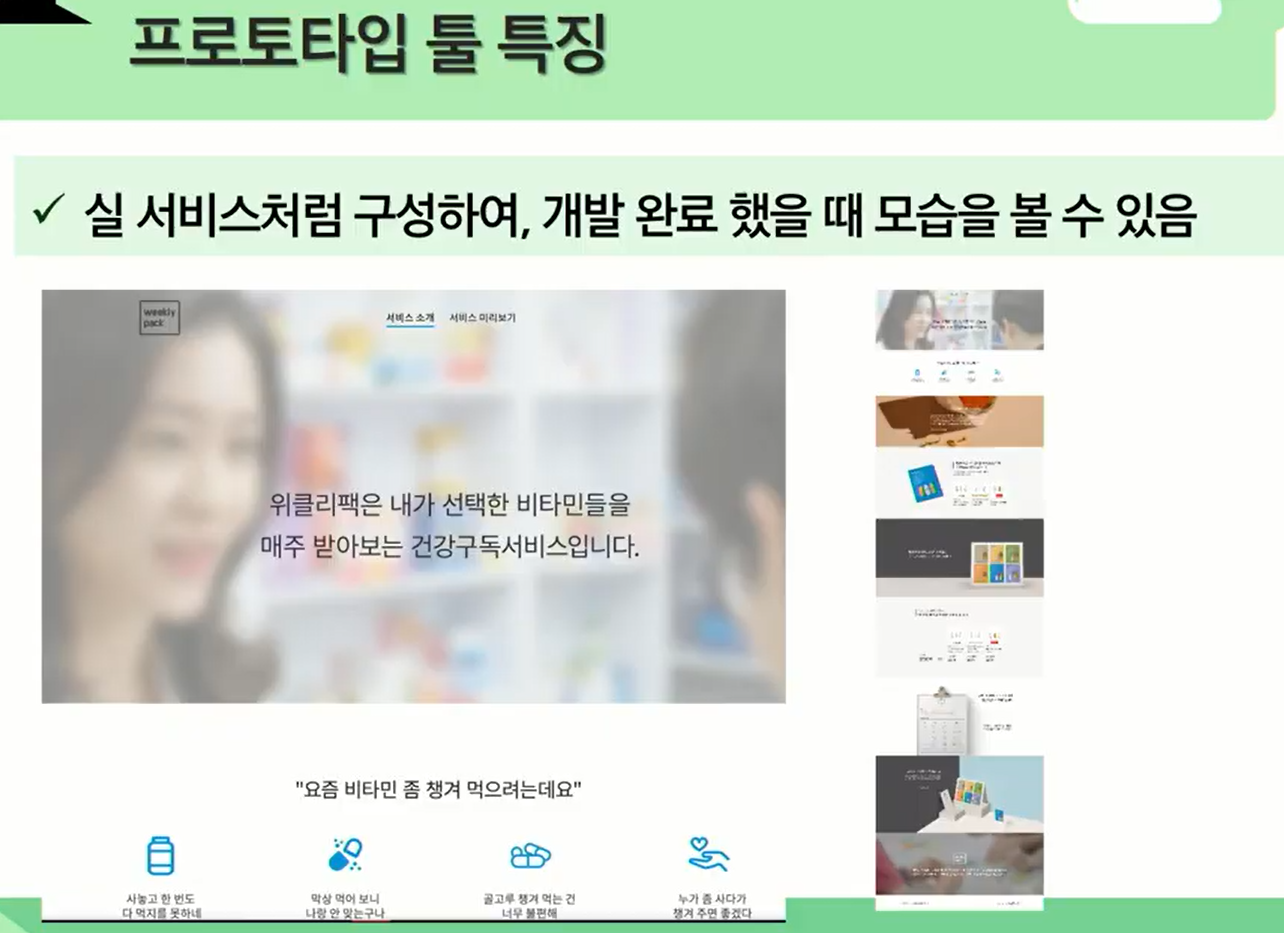 프로토타입 툴 특징
✓ 실 서비스처럼 구성하여, 개발 완료 했을 때 모습을 볼 수 있음
weekly
pack
서비스 소개 서비스 미리보기
위클리팩은 내가 선택한 비타민들을
매주 받아보는 건강구독서비스입니다.
"요즘 비타민 좀 챙겨 먹으려는데요"
사놓고 한 번도
다 먹지를 못하네
막상 먹어 보니
나랑 안 맞는구나
골고루 챙겨 먹는 건
너무 불편해
누가 좀 사다가
챙겨 주면 좋겠다